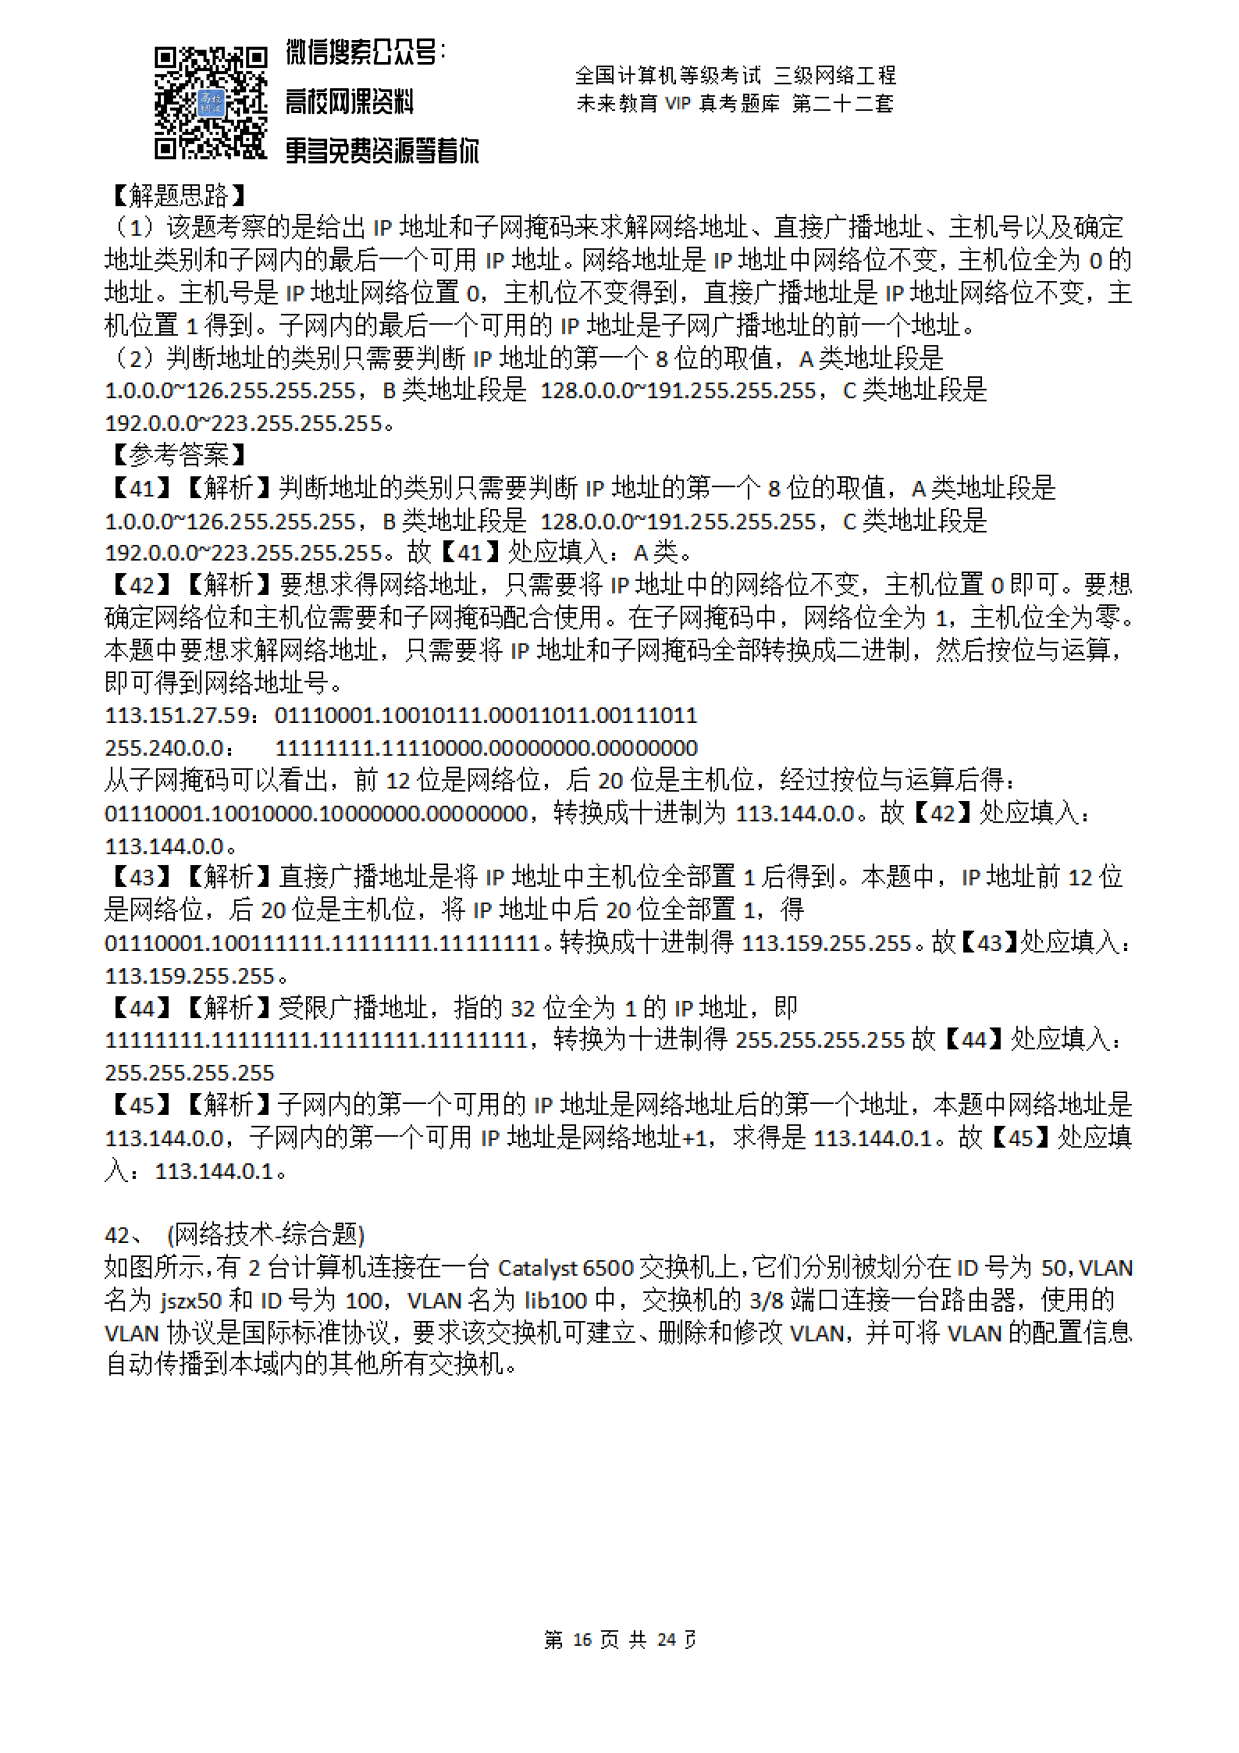 微信搜索公众号：
高校网课资料
更多免费资源等着你
高校
网课
全国计算机等级考试 三级网络工程
未来教育 VIP 真考题库 第二十二套
【解题思路】
（1）该题考察的是给出 IP 地址和子网掩码来求解网络地址、直接广播地址、主机号以及确定
地址类别和子网内的最后一个可用 IP 地址。网络地址是 IP 地址中网络位不变，主机位全为 0 的
地址。主机号是 IP 地址网络位置 0，主机位不变得到，直接广播地址是 IP 地址网络位不变，主
机位置 1 得到。子网内的最后一个可用的 IP 地址是子网广播地址的前一个地址。
（2）判断地址的类别只需要判断 IP 地址的第一个 8 位的取值，A 类地址段是
1.0.0.0~126.255.255.255，B 类地址段是 128.0.0.0~191.255.255.255，C 类地址段是
192.0.0.0~223.255.255.255。
【参考答案】
【41】【解析】判断地址的类别只需要判断 IP 地址的第一个 8 位的取值，A 类地址段是
1.0.0.0~126.255.255.255，B 类地址段是 128.0.0.0~191.255.255.255，C 类地址段是
192.0.0.0~223.255.255.255。故【41】处应填入：A 类。
【42】【解析】要想求得网络地址，只需要将 IP 地址中的网络位不变，主机位置 0 即可。要想
确定网络位和主机位需要和子网掩码配合使用。在子网掩码中，网络位全为 1，主机位全为零。
本题中要想求解网络地址，只需要将 IP 地址和子网掩码全部转换成二进制，然后按位与运算，
即可得到网络地址号。
113.151.27.59：01110001.10010111.00011011.00111011
255.240.0.0： 11111111.11110000.00000000.00000000
从子网掩码可以看出，前 12 位是网络位，后 20 位是主机位，经过按位与运算后得：
01110001.10010000.10000000.00000000，转换成十进制为 113.144.0.0。故【42】处应填入：
113.144.0.0。
【43】【解析】直接广播地址是将 IP 地址中主机位全部置 1 后得到。本题中，IP 地址前 12 位
是网络位，后 20 位是主机位，将 IP 地址中后 20 位全部置 1，得
01110001.100111111.11111111.11111111。转换成十进制得 113.159.255.255。故【43】处应填入：
113.159.255.255。
【44】【解析】受限广播地址，指的 32 位全为 1 的 IP 地址，即
11111111.11111111.11111111.11111111，转换为十进制得 255.255.255.255 故【44】处应填入：
255.255.255.255
【45】【解析】子网内的第一个可用的 IP 地址是网络地址后的第一个地址，本题中网络地址是
113.144.0.0，子网内的第一个可用 IP 地址是网络地址+1，求得是 113.144.0.1。故【45】处应填
入：113.144.0.1。
42、 (网络技术-综合题)
如图所示，有 2 台计算机连接在一台 Catalyst 6500 交换机上，它们分别被划分在 ID 号为 50，VLAN
名为 jszx50 和 ID 号为 100，VLAN 名为 lib100 中，交换机的 3/8 端口连接一台路由器，使用的
VLAN 协议是国际标准协议，要求该交换机可建立、删除和修改 VLAN，并可将 VLAN 的配置信息
自动传播到本域内的其他所有交换机。
第 16 页 共 24 页